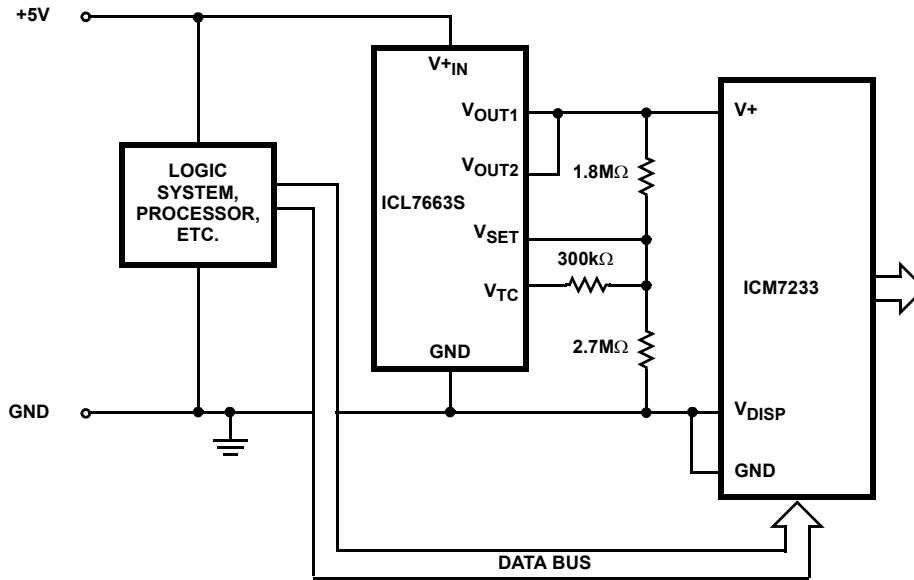 +5V
V+IN
VOUT1
VOUT2
ICL7663S
VSET
VTC
GND
LOGIC
SYSTEM,
PROCESSOR,
ETC.
1.8MΩ
300kΩ
2.7MΩ
V+
ICM7233
VDISP
GND
GND
DATA BUS